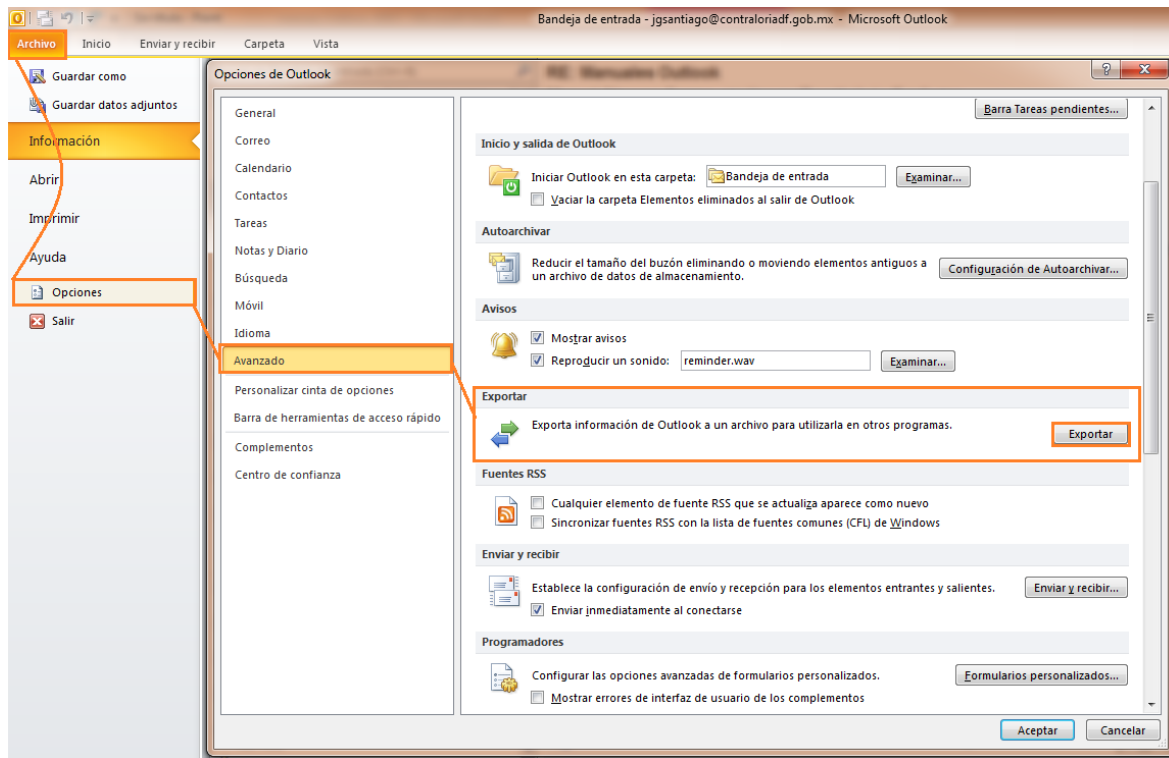 Bandeja de entrada - jgsantiago@contraloriadf.gob.mx - Microsoft Outlook
Archivo Inicio Enviar y recibir Carpeta Vista
Guardar como
Guardar datos adjuntos
Información
Abrir
Imprimir
Ayuda
Opciones
Salir
Opciones de Outlook
RE: Manuales Outlook
General
Correo
Calendario
Contactos
Tareas
Notas y Diario
Búsqueda
Móvil
Idioma
Avanzado
Personalizar cinta de opciones
Barra de herramientas de acceso rápido
Complementos
Centro de confianza
Barra Tareas pendientes...
Inicio y salida de Outlook
Iniciar Outlook en esta carpeta: Bandeja de entrada Examinar...
Vaciar la carpeta Elementos eliminados al salir de Outlook
Autoarchivar
Reducir el tamaño del buzón eliminando o moviendo elementos antiguos a
un archivo de datos de almacenamiento.
Configuración de Autoarchivar...
Avisos
Mostrar avisos
Reproducir un sonido: reminder.wav Examinar...
Exportar
Exporta información de Outlook a un archivo para utilizarla en otros programas.
Exportar
Fuentes RSS
Cualquier elemento de fuente RSS que se actualiza aparece como nuevo
Sincronizar fuentes RSS con la lista de fuentes comunes (CFL) de Windows
Enviar y recibir
Establece la configuración de envío y recepción para los elementos entrantes y salientes. Enviar y recibir...
Enviar inmediatamente al conectarse
Programadores
Configurar las opciones avanzadas de formularios personalizados. Formularios personalizados...
Mostrar errores de interfaz de usuario de los complementos
Aceptar Cancelar